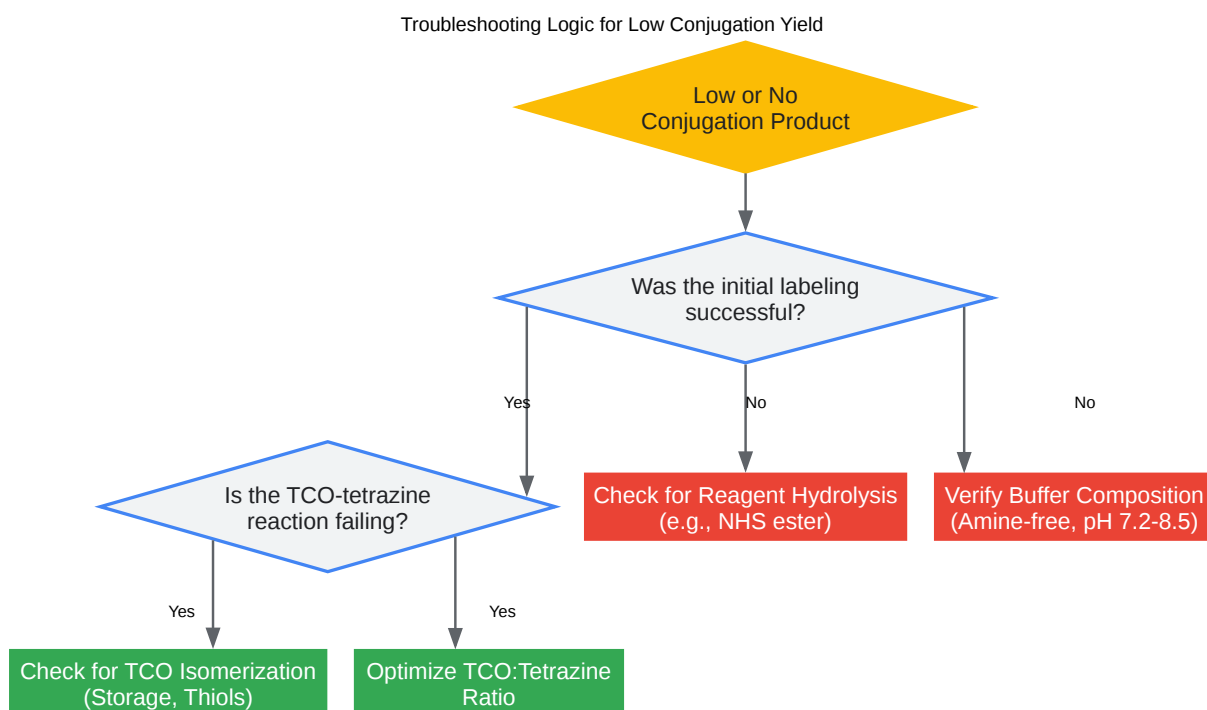 Troubleshooting Logic for Low Conjugation Yield
Low or No
Conjugation Product
Was the initial labeling
successful?
Yes
No
No
Is the TCO-tetrazine
reaction failing?
Check for Reagent Hydrolysis
(e.g., NHS ester)
Verify Buffer Composition
(Amine-free, pH 7.2-8.5)
Yes
Yes
Check for TCO Isomerization
(Storage, Thiols)
Optimize TCO:Tetrazine
Ratio